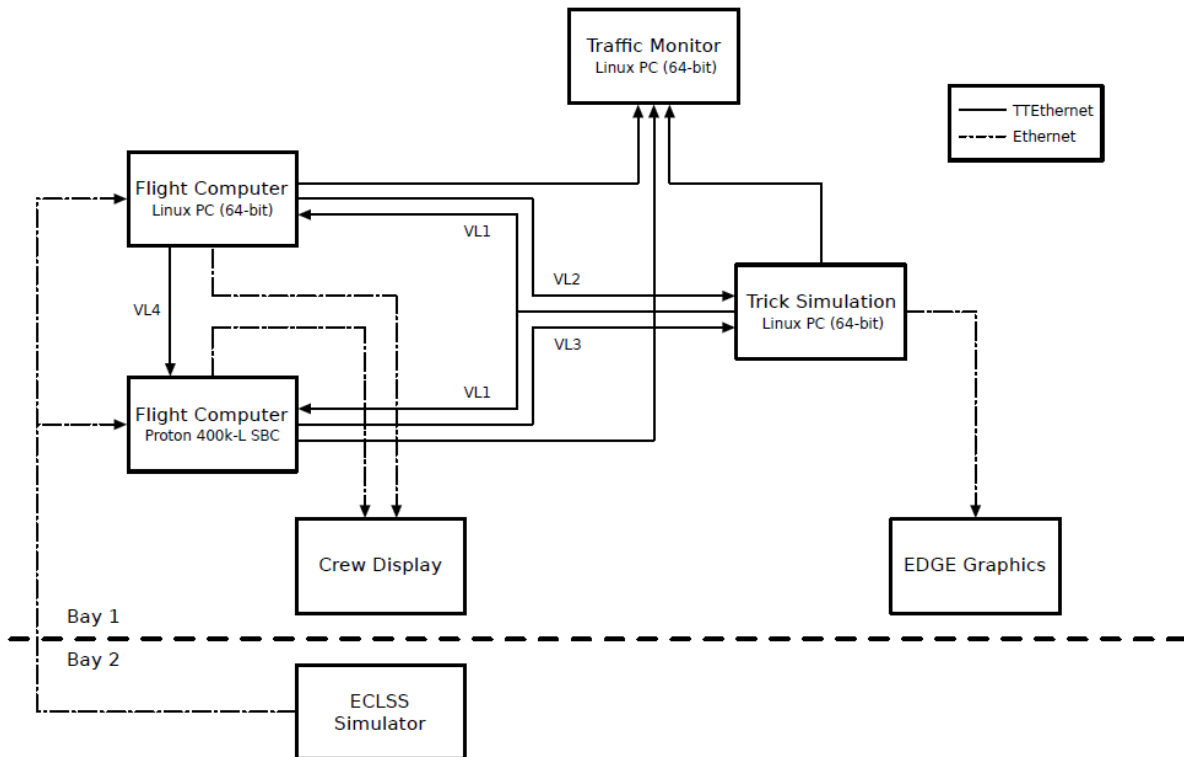 Traffic Monitor
Linux PC (64-bit)
TTEthernet
Ethernet
Flight Computer
Linux PC (64-bit)
VL1
VL4
VL2
Trick Simulation
Linux PC (64-bit)
VL3
VL1
Flight Computer
Proton 400k-L SBC
Crew Display
EDGE Graphics
Bay 1
Bay 2
ECLSS
Simulator